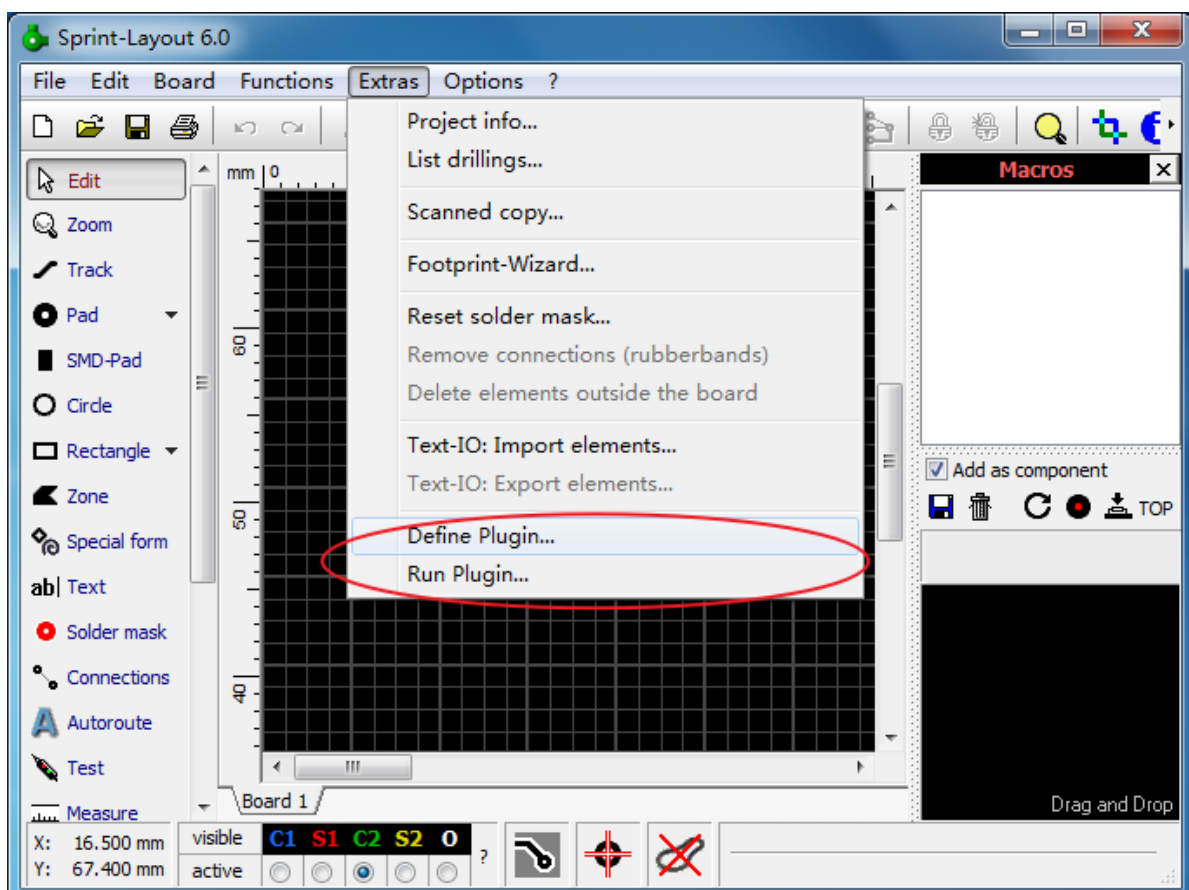 Sprint-Layout 6.0
File Edit Board Functions Extras Options ?
Project info...
List drillings...
Scanned copy...
Footprint-Wizard...
Reset solder mask...
Remove connections (rubberbands)
Delete elements outside the board
Text-IO: Import elements...
Text-IO: Export elements...
Define Plugin...
Run Plugin...
Edit
Zoom
Track
Pad
SMD-Pad
Circle
Rectangle
Zone
Special form
ab| Text
Solder mask
Connections
Autoroute
Test
Measure
mm 0
60
50
40
Macros
Add as component
TOP
Drag and Drop
Board 1
X: 16.500 mm
Y: 67.400 mm
visible C1 S1 C2 S2 O
active
?